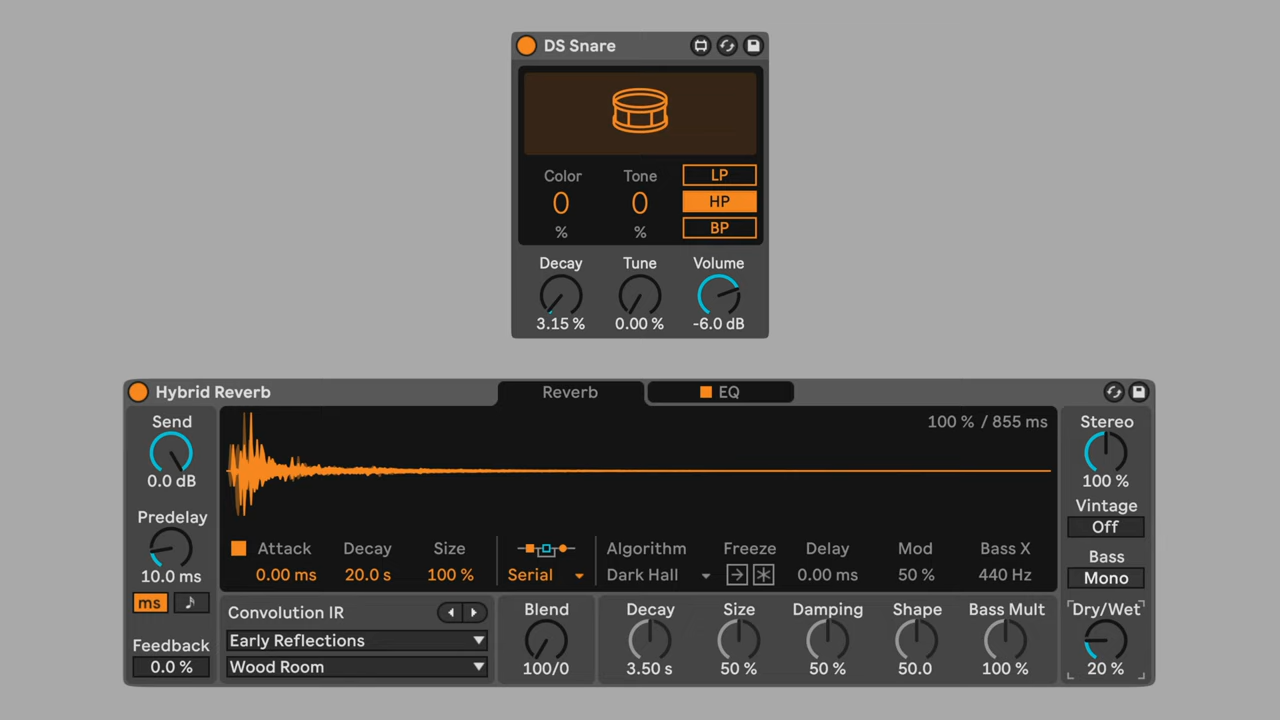 DS Snare
Color Tone LP
0 0 HP
% % BP
Decay Tune Volume
3.15 % 0.00 % -6.0 dB
Hybrid Reverb Reverb EQ
Send
0.0 dB
Predelay
10.0 ms
ms
Feedback
0.0 %
100 % / 855 ms
Attack Decay Size
0.00 ms 20.0 s 100 %
Serial
Algorithm Freeze Delay Mod Bass X
Dark Hall 0.00 ms 50 % 440 Hz
Convolution IR
Early Reflections
Wood Room
Blend
100/0
Decay Size Damping Shape Bass Mult
3.50 s 50 % 50 % 50.0 100 %
Stereo
100 %
Vintage
Off
Bass
Mono
Dry/Wet
20 %